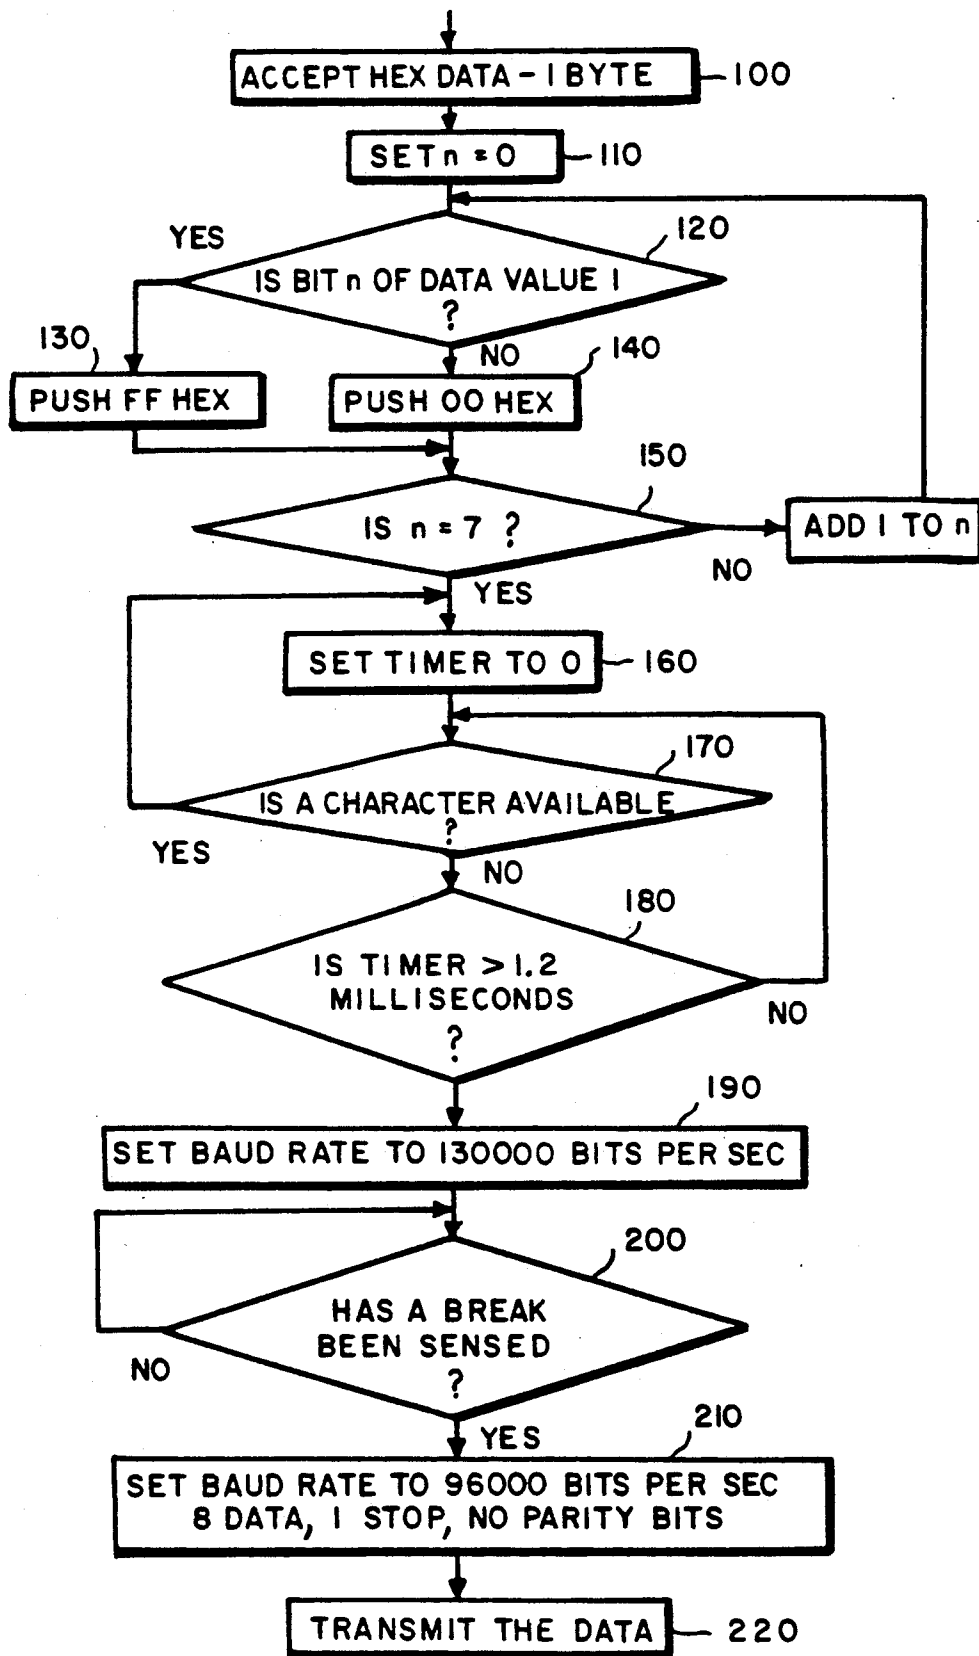 ACCEPT HEX DATA - 1 BYTE
100
SET n = 0
110
YES
120
IS BIT n OF DATA VALUE 1
?
130
NO
140
PUSH FF HEX
PUSH 00 HEX
150
IS n = 7 ?
ADD 1 TO n
NO
YES
SET TIMER TO 0
160
170
IS A CHARACTER AVAILABLE
?
YES
NO
180
IS TIMER > 1.2
MILLISECONDS
?
NO
190
SET BAUD RATE TO 130000 BITS PER SEC
200
HAS A BREAK
BEEN SENSED
?
NO
YES
210
SET BAUD RATE TO 96000 BITS PER SEC
8 DATA, 1 STOP, NO PARITY BITS
TRANSMIT THE DATA
220